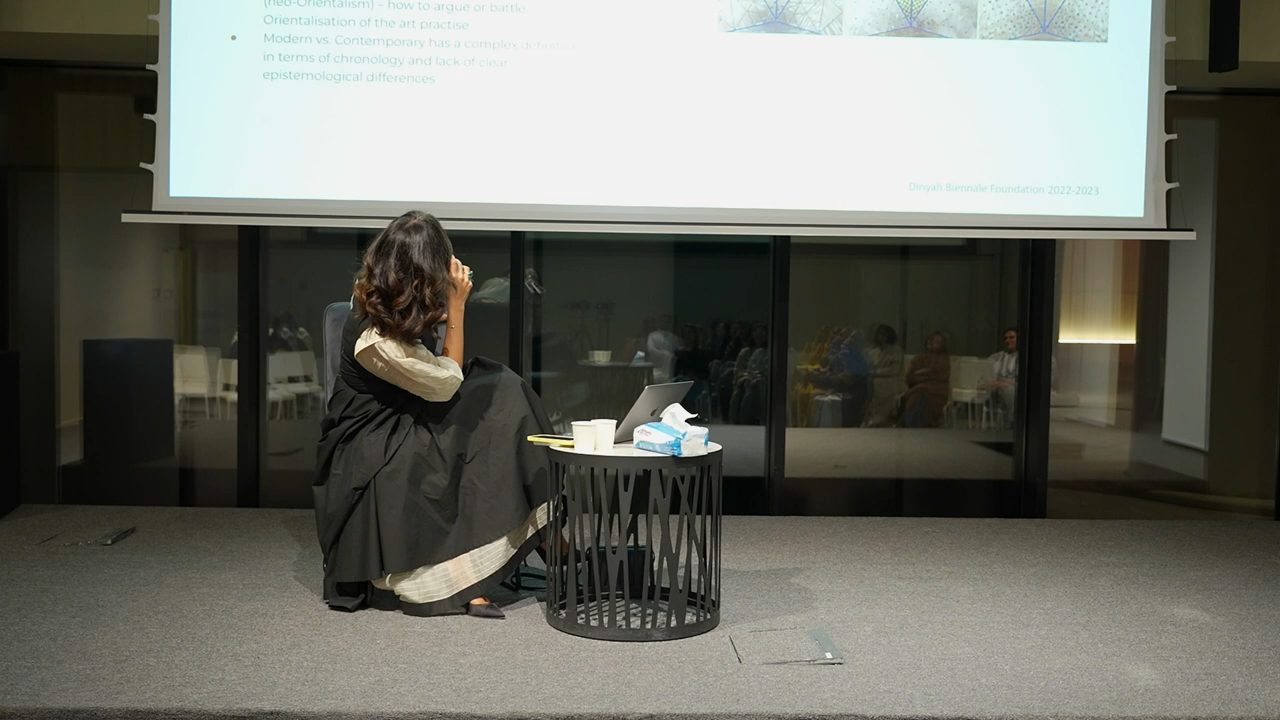 (neo-Orientalism) – how to argue or battle
Orientalisation of the art practise
Modern vs. Contemporary has a complex definition
in terms of chronology and lack of clear
epistemological differences
Diriyah Biennale Foundation 2022-2023